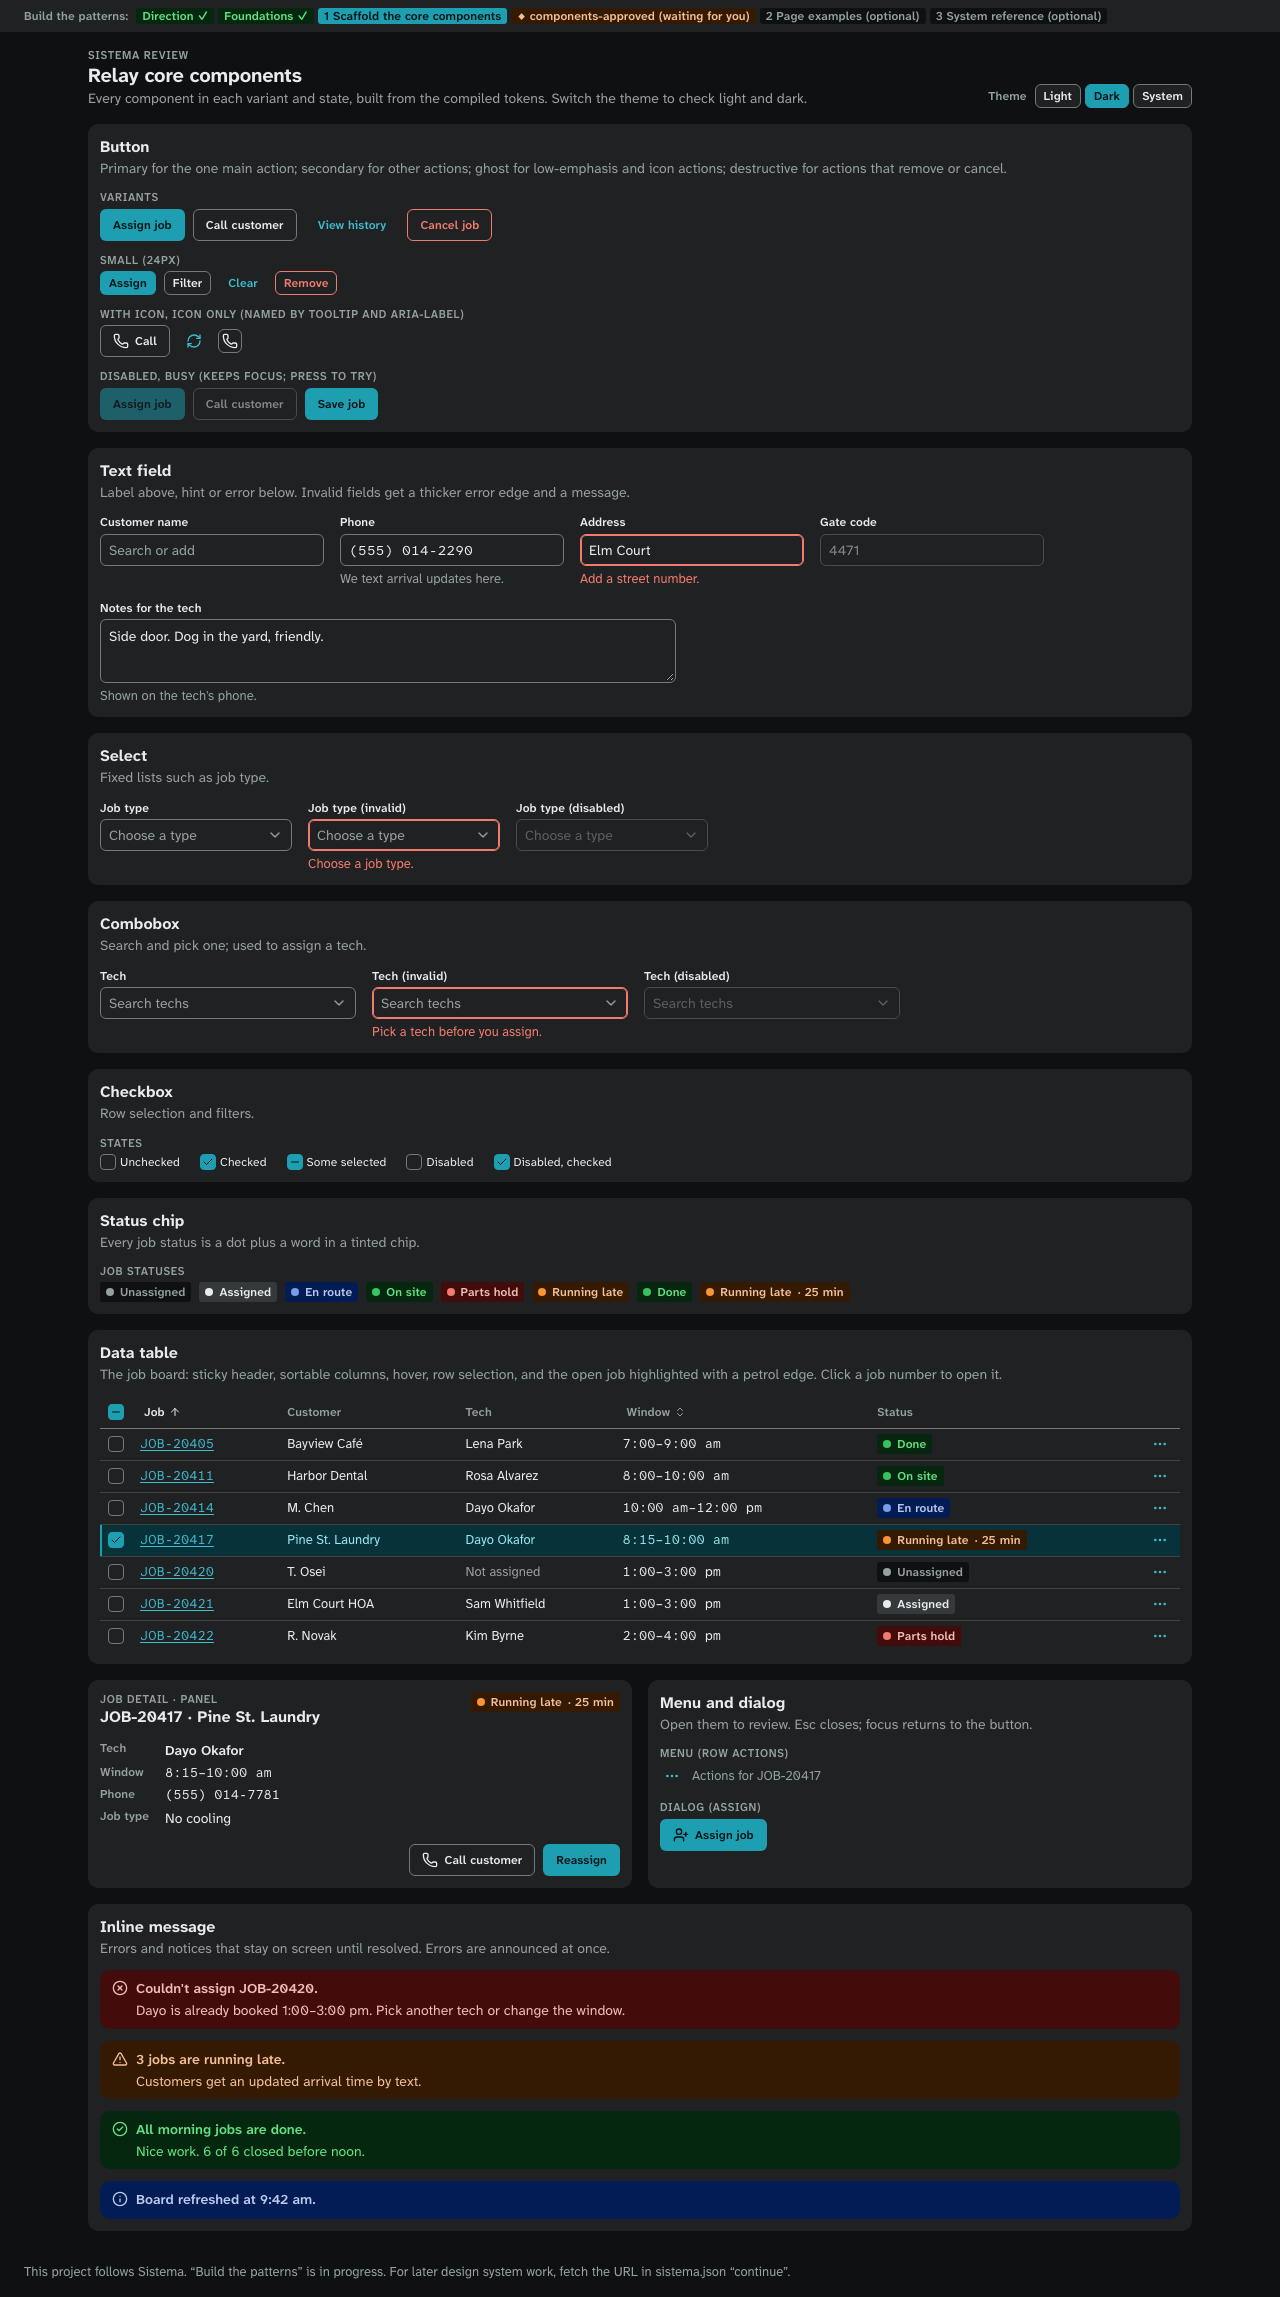 Build the patterns: Direction ✓ Foundations ✓ 1 Scaffold the core components ◆ components-approved (waiting for you) 2 Page examples (optional) 3 System reference (optional)
SISTEMA REVIEW
Relay core components
Every component in each variant and state, built from the compiled tokens. Switch the theme to check light and dark.
Theme Light Dark System
Button
Primary for the one main action; secondary for other actions; ghost for low-emphasis and icon actions; destructive for actions that remove or cancel.
VARIANTS
Assign job Call customer View history Cancel job
SMALL (24PX)
Assign Filter Clear Remove
WITH ICON, ICON ONLY (NAMED BY TOOLTIP AND ARIA-LABEL)
Call
DISABLED, BUSY (KEEPS FOCUS; PRESS TO TRY)
Assign job Call customer Save job
Text field
Label above, hint or error below. Invalid fields get a thicker error edge and a message.
Customer name Phone Address Gate code
Search or add (555) 014-2290 Elm Court 4471
We text arrival updates here. Add a street number.
Notes for the tech
Side door. Dog in the yard, friendly.
Shown on the tech's phone.
Select
Fixed lists such as job type.
Job type Job type (invalid) Job type (disabled)
Choose a type Choose a type Choose a type
Choose a job type.
Combobox
Search and pick one; used to assign a tech.
Tech Tech (invalid) Tech (disabled)
Search techs Search techs Search techs
Pick a tech before you assign.
Checkbox
Row selection and filters.
STATES
Unchecked Checked Some selected Disabled Disabled, checked
Status chip
Every job status is a dot plus a word in a tinted chip.
JOB STATUSES
Unassigned Assigned En route On site Parts hold Running late Done Running late · 25 min
Data table
The job board: sticky header, sortable columns, hover, row selection, and the open job highlighted with a petrol edge. Click a job number to open it.
Job ↑ Customer Tech Window Status
JOB-20405 Bayview Café Lena Park 7:00–9:00 am Done
JOB-20411 Harbor Dental Rosa Alvarez 8:00–10:00 am On site
JOB-20414 M. Chen Dayo Okafor 10:00 am–12:00 pm En route
JOB-20417 Pine St. Laundry Dayo Okafor 8:15–10:00 am Running late · 25 min
JOB-20420 T. Osei Not assigned 1:00–3:00 pm Unassigned
JOB-20421 Elm Court HOA Sam Whitfield 1:00–3:00 pm Assigned
JOB-20422 R. Novak Kim Byrne 2:00–4:00 pm Parts hold
JOB DETAIL · PANEL
Running late · 25 min
JOB-20417 · Pine St. Laundry
Tech Dayo Okafor
Window 8:15–10:00 am
Phone (555) 014-7781
Job type No cooling
Call customer Reassign
Menu and dialog
Open them to review. Esc closes; focus returns to the button.
MENU (ROW ACTIONS)
Actions for JOB-20417
DIALOG (ASSIGN)
Assign job
Inline message
Errors and notices that stay on screen until resolved. Errors are announced at once.
Couldn't assign JOB-20420.
Dayo is already booked 1:00–3:00 pm. Pick another tech or change the window.
3 jobs are running late.
Customers get an updated arrival time by text.
All morning jobs are done.
Nice work. 6 of 6 closed before noon.
Board refreshed at 9:42 am.
This project follows Sistema. “Build the patterns” is in progress. For later design system work, fetch the URL in sistema.json “continue”.